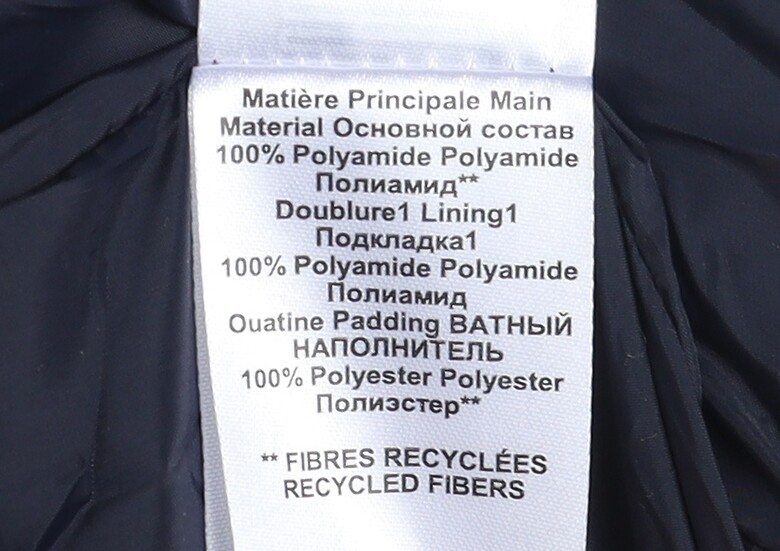 Matière Principale Main
Material Основной состав
100% Polyamide Polyamide
Полиамид**
Doublure1 Lining1
Подкладка1
100% Polyamide Polyamide
Полиамид
Ouatine Padding ВАТНЫЙ
НАПОЛНИТЕЛЬ
100% Polyester Polyester
Полиэстер**
** FIBRES RECYCLÉES
RECYCLED FIBERS